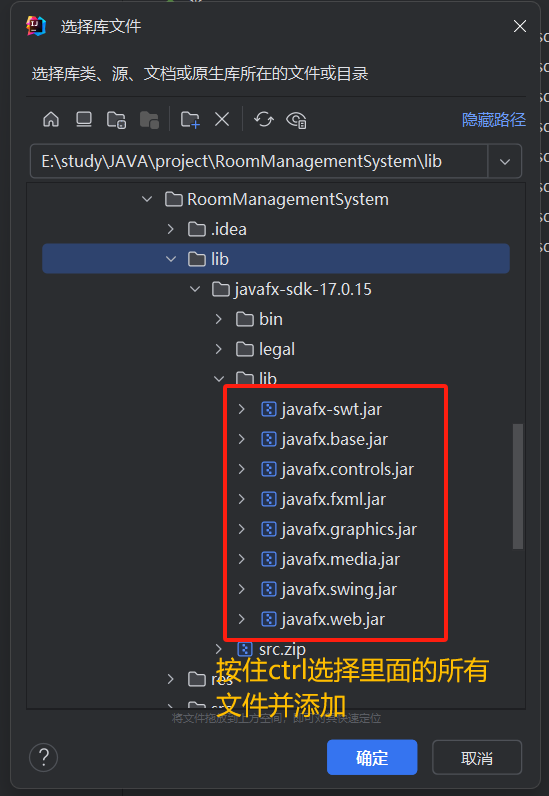 选择库文件
选择库类、源、文档或原生库所在的文件或目录
隐藏路径
E:\study\JAVA\project\RoomManagementSystem\lib
RoomManagementSystem
.idea
lib
javafx-sdk-17.0.15
bin
legal
lib
javafx-swt.jar
javafx.base.jar
javafx.controls.jar
javafx.fxml.jar
javafx.graphics.jar
javafx.media.jar
javafx.swing.jar
javafx.web.jar
src.zip
按住ctrl选择里面的所有
文件并添加
res
将文件拖放到上方空间，即可对其快速定位
?
确定
取消